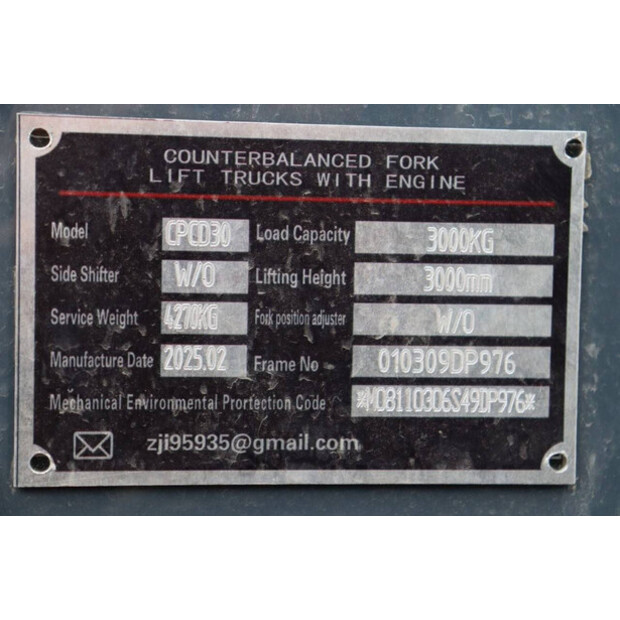 COUNTERBALANCED FORK
LIFT TRUCKS WITH ENGINE
Model CPCD30 Load Capacity 3000KG
Side Shifter W/O Lifting Height 3000mm
Service Weight 4270KG Fork position adjuster W/O
Manufacture Date 2025.02 Frame No 010309DP976
Mechanical Environmental Prortection Code *MD31103D6S49DP976*
zji95935@gmail.com